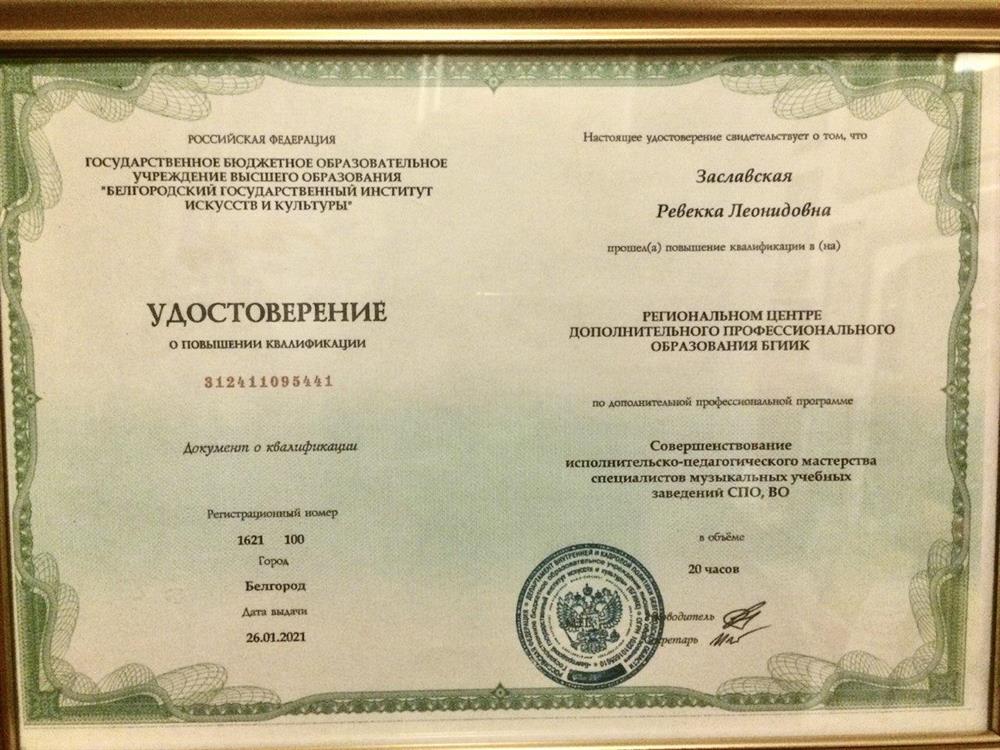 РОССИЙСКАЯ ФЕДЕРАЦИЯ
ГОСУДАРСТВЕННОЕ БЮДЖЕТНОЕ ОБРАЗОВАТЕЛЬНОЕ
УЧРЕЖДЕНИЕ ВЫСШЕГО ОБРАЗОВАНИЯ
"БЕЛГОРОДСКИЙ ГОСУДАРСТВЕННЫЙ ИНСТИТУТ
ИСКУССТВ И КУЛЬТУРЫ"
УДОСТОВЕРЕНИЕ
О ПОВЫШЕНИИ КВАЛИФИКАЦИИ
312411095441
Документ о квалификации
Регистрационный номер
1621 100
Город
Белгород
Дата выдачи
26.01.2021
Настоящее удостоверение свидетельствует о том, что
Заславская
Ревекка Леонидовна
прошел(а) повышение квалификации в (на)
РЕГИОНАЛЬНОМ ЦЕНТРЕ
ДОПОЛНИТЕЛЬНОГО ПРОФЕССИОНАЛЬНОГО
ОБРАЗОВАНИЯ БГИИК
по дополнительной профессиональной программе
Совершенствование
исполнительско-педагогического мастерства
специалистов музыкальных учебных
заведений СПО, ВО
в объёме
20 часов
Руководитель
Секретарь